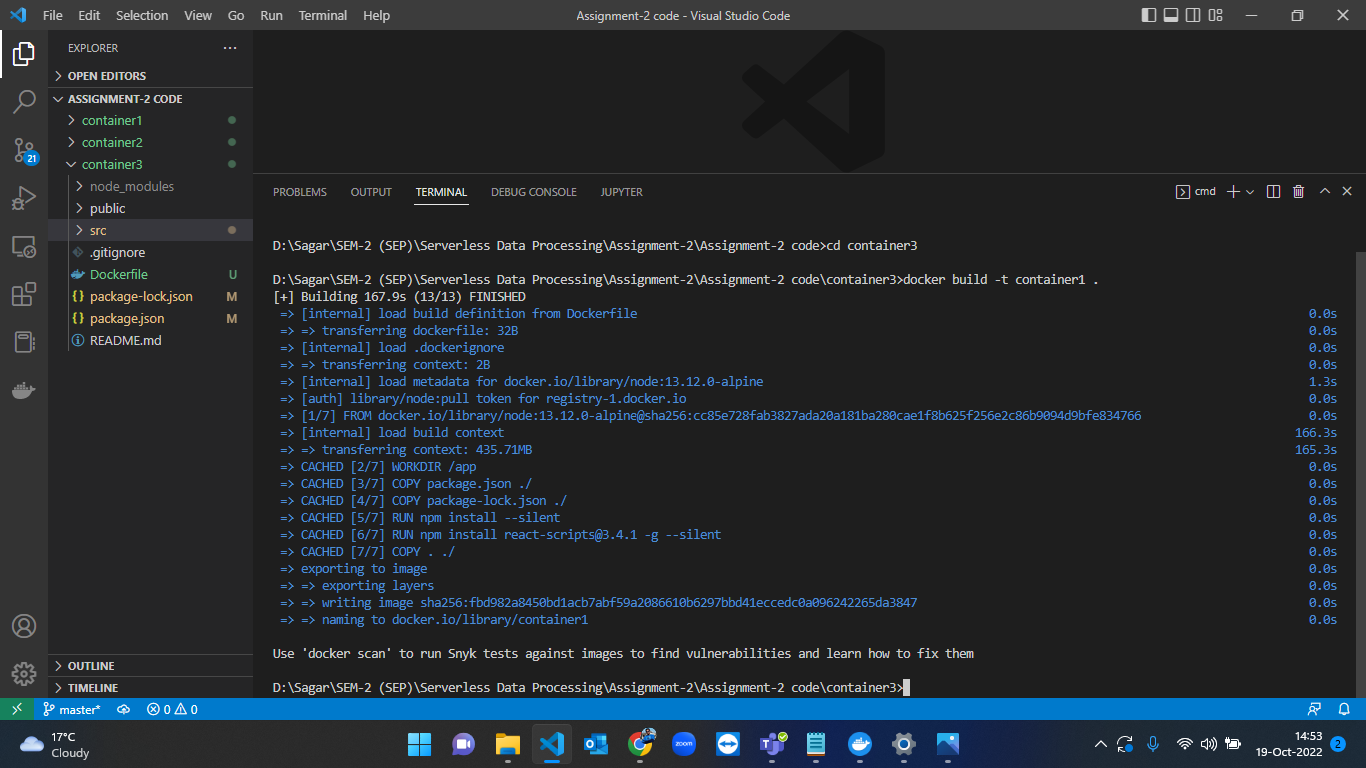 File Edit Selection View Go Run Terminal Help
Assignment-2 code - Visual Studio Code
EXPLORER
OPEN EDITORS
ASSIGNMENT-2 CODE
container1
container2
container3
node_modules
public
src
.gitignore
Dockerfile U
package-lock.json M
package.json M
README.md
OUTLINE
TIMELINE
21
PROBLEMS OUTPUT TERMINAL DEBUG CONSOLE JUPYTER
cmd
D:\Sagar\SEM-2 (SEP)\Serverless Data Processing\Assignment-2\Assignment-2 code>cd container3
D:\Sagar\SEM-2 (SEP)\Serverless Data Processing\Assignment-2\Assignment-2 code\container3>docker build -t container1 .
[+] Building 167.9s (13/13) FINISHED
=> [internal] load build definition from Dockerfile 0.0s
=> => transferring dockerfile: 32B 0.0s
=> [internal] load .dockerignore 0.0s
=> => transferring context: 2B 0.0s
=> [internal] load metadata for docker.io/library/node:13.12.0-alpine 1.3s
=> [auth] library/node:pull token for registry-1.docker.io 0.0s
=> [1/7] FROM docker.io/library/node:13.12.0-alpine@sha256:cc85e728fab3827ada20a181ba280cae1f8b625f256e2c86b9094d9bfe834766 0.0s
=> [internal] load build context 166.3s
=> => transferring context: 435.71MB 165.3s
=> CACHED [2/7] WORKDIR /app 0.0s
=> CACHED [3/7] COPY package.json ./ 0.0s
=> CACHED [4/7] COPY package-lock.json ./ 0.0s
=> CACHED [5/7] RUN npm install --silent 0.0s
=> CACHED [6/7] RUN npm install react-scripts@3.4.1 -g --silent 0.0s
=> CACHED [7/7] COPY . ./ 0.0s
=> exporting to image 0.0s
=> => exporting layers 0.0s
=> => writing image sha256:fbd982a8450bd1acb7abf59a2086610b6297bbd41eccedc0a096242265da3847 0.0s
=> => naming to docker.io/library/container1 0.0s
Use 'docker scan' to run Snyk tests against images to find vulnerabilities and learn how to fix them
D:\Sagar\SEM-2 (SEP)\Serverless Data Processing\Assignment-2\Assignment-2 code\container3>
master* 0 0
17°C
Cloudy
zoom
14:53
19-Oct-2022
2